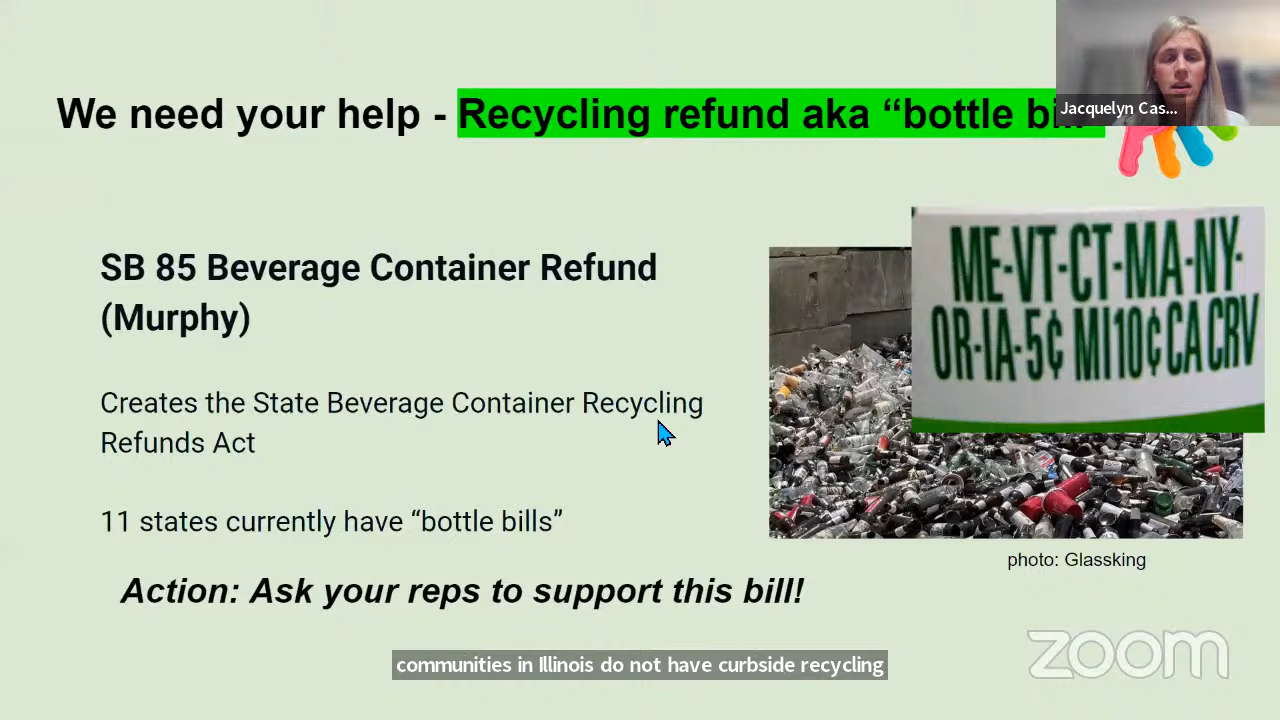 We need your help - Recycling refund aka “bottle bill”
Jacquelyn Cas...
SB 85 Beverage Container Refund
(Murphy)
ME-VT-CT-MA-NY-
OR-IA-5¢ MI10¢CA CRV
Creates the State Beverage Container Recycling
Refunds Act
11 states currently have “bottle bills”
photo: Glassking
Action: Ask your reps to support this bill!
communities in Illinois do not have curbside recycling
zoom